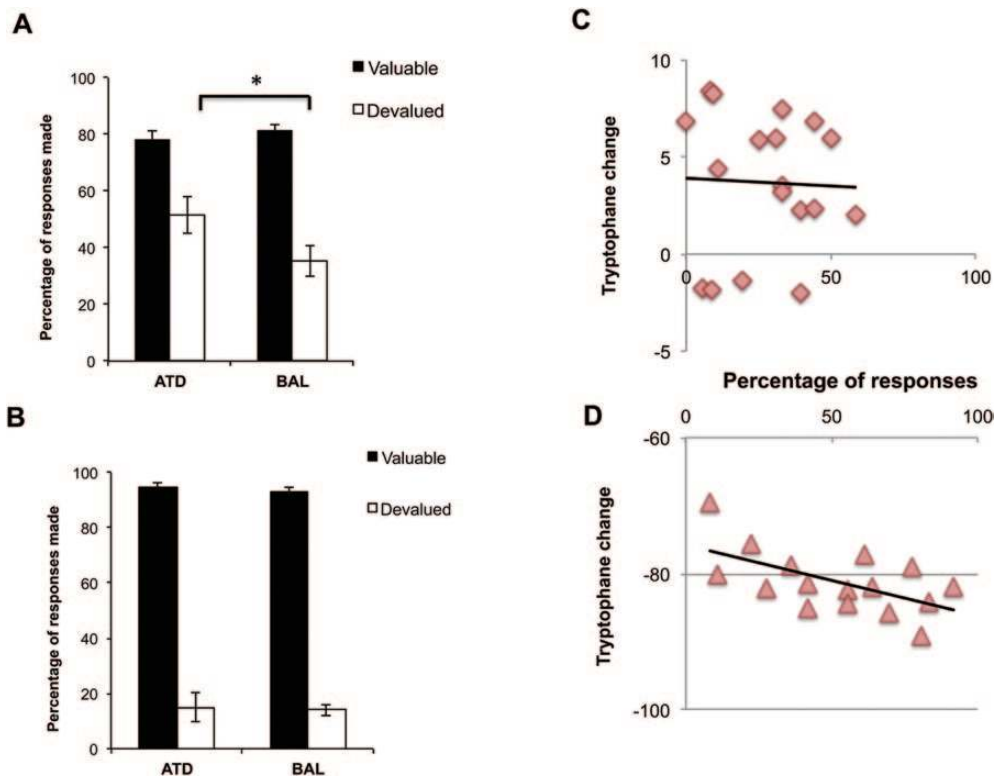 A
Valuable
Devalued
*
Percentage of responses made
100
80
60
40
20
0
ATD
BAL
B
Valuable
Devalued
Percentage of responses made
100
80
60
40
20
0
ATD
BAL
C
Tryptophane change
10
5
0
-5
0
50
100
Percentage of responses
D
0
50
100
Tryptophane change
-60
-80
-100